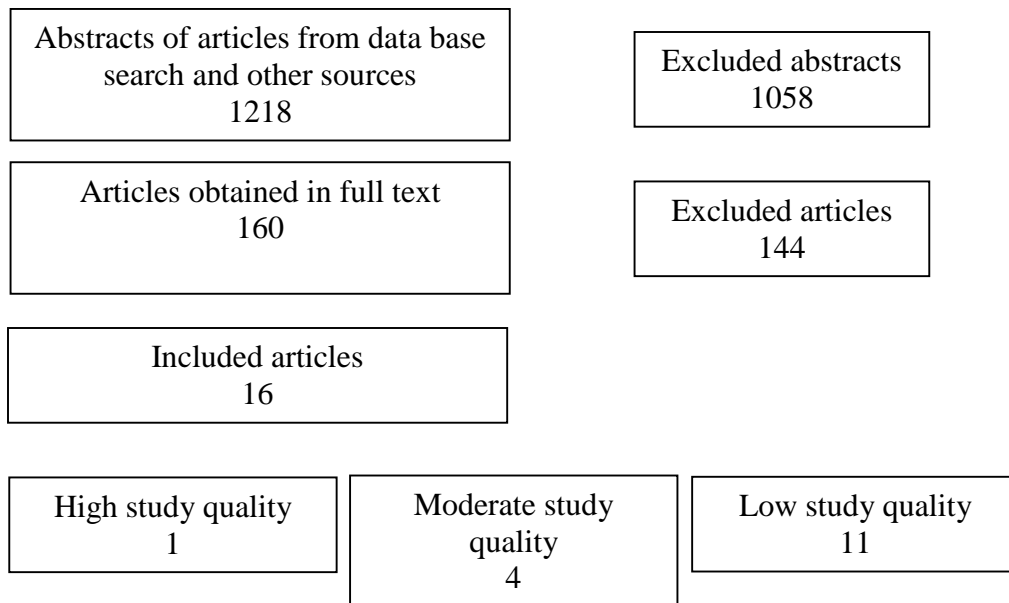 Abstracts of articles from data base
search and other sources
1218
Excluded abstracts
1058
Articles obtained in full text
160
Excluded articles
144
Included articles
16
High study quality
1
Moderate study
quality
4
Low study quality
11